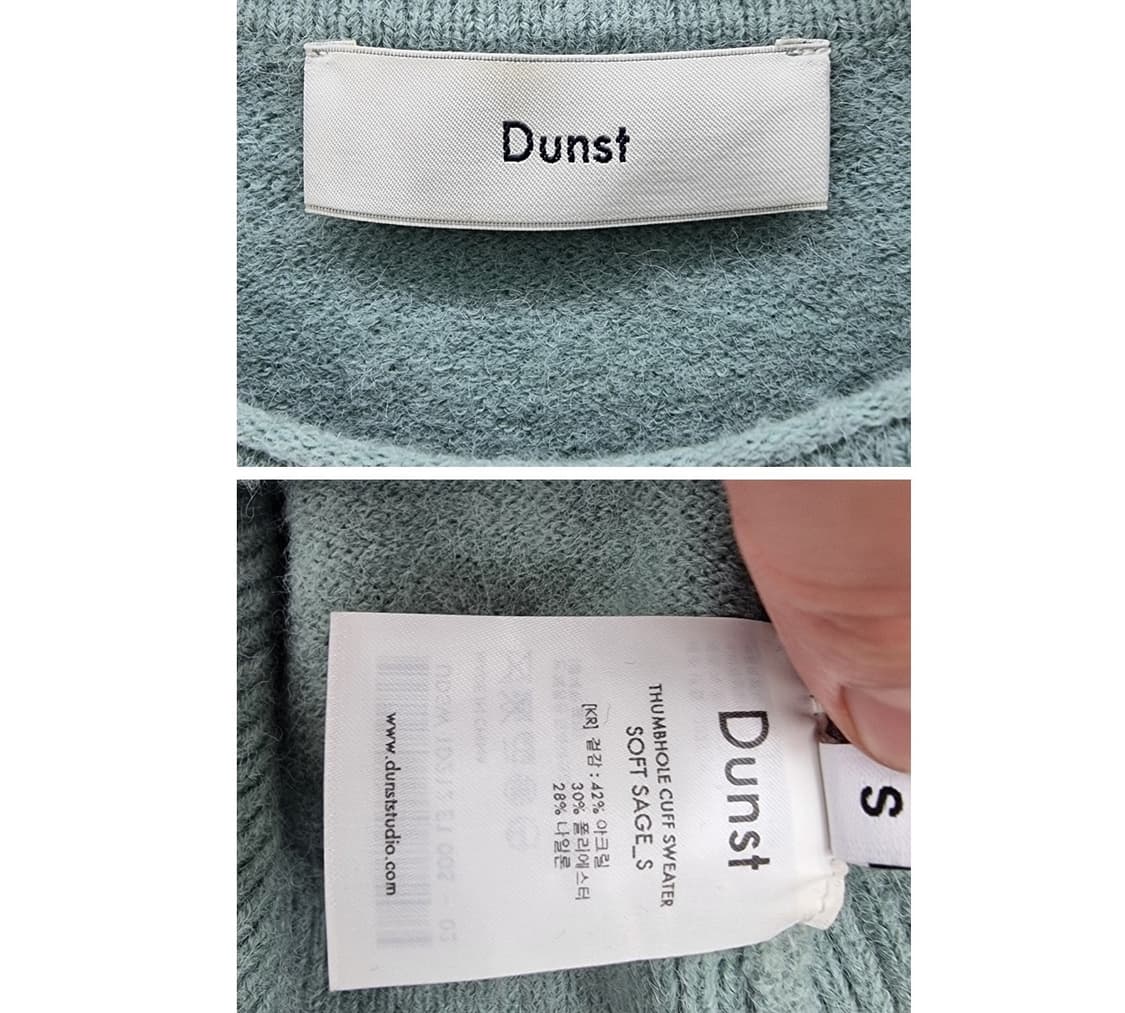 Dunst
Dunst
THUMBHOLE CUFF SWEATER
SOFT SAGE_S
[KR] 겉감 : 42% 아크릴
30% 폴리에스터
28% 나일론
www.dunststudio.com
S